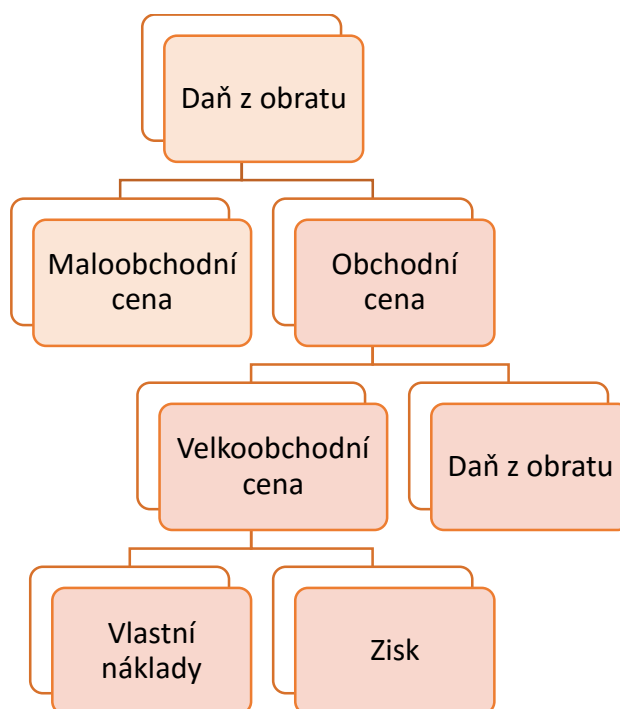 Daň z obratu
Maloobchodní
cena
Obchodní
cena
Velkoobchodní
cena
Daň z obratu
Vlastní
náklady
Zisk